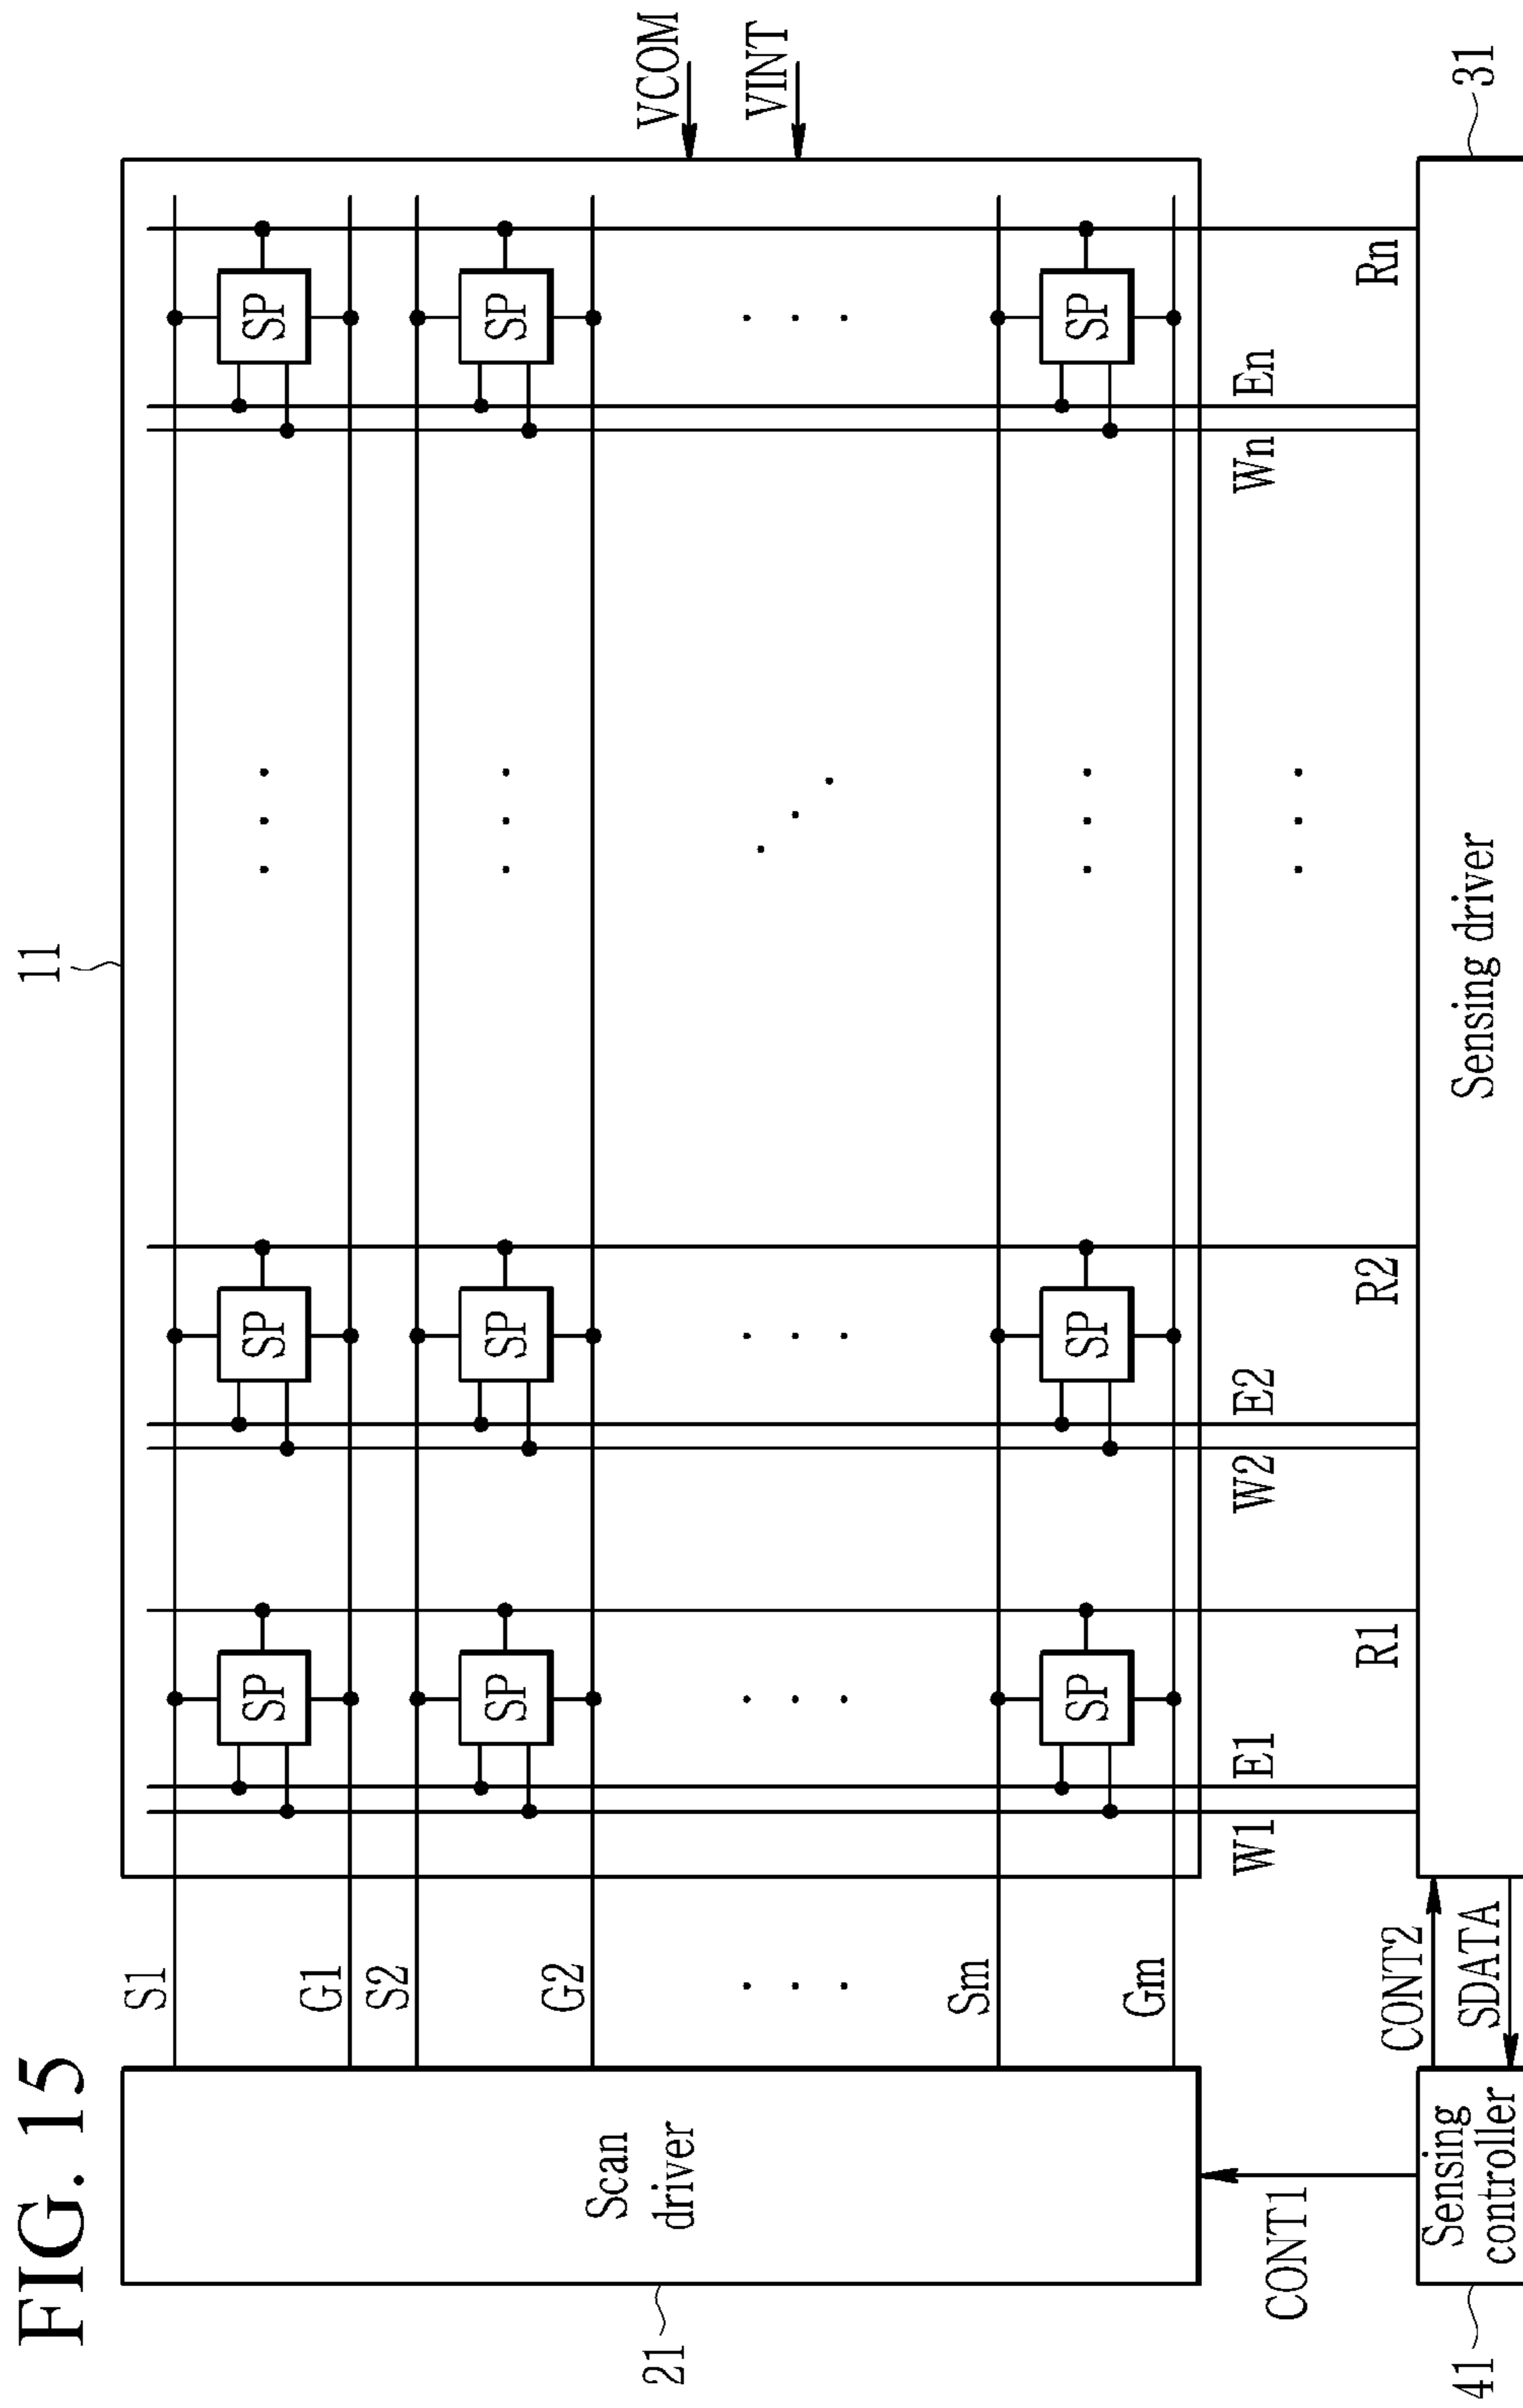 FIG. 15
11
S1
SP SP SP
G1
S2
SP SP SP
VCOM
G2
VINT
Scan
driver
21
Sm
SP SP SP
Gm
W1 E1 W2 E2 Wn En
CONT1
R1 R2 Rn
CONT2
SDATA
Sensing
controller
41
Sensing driver
31